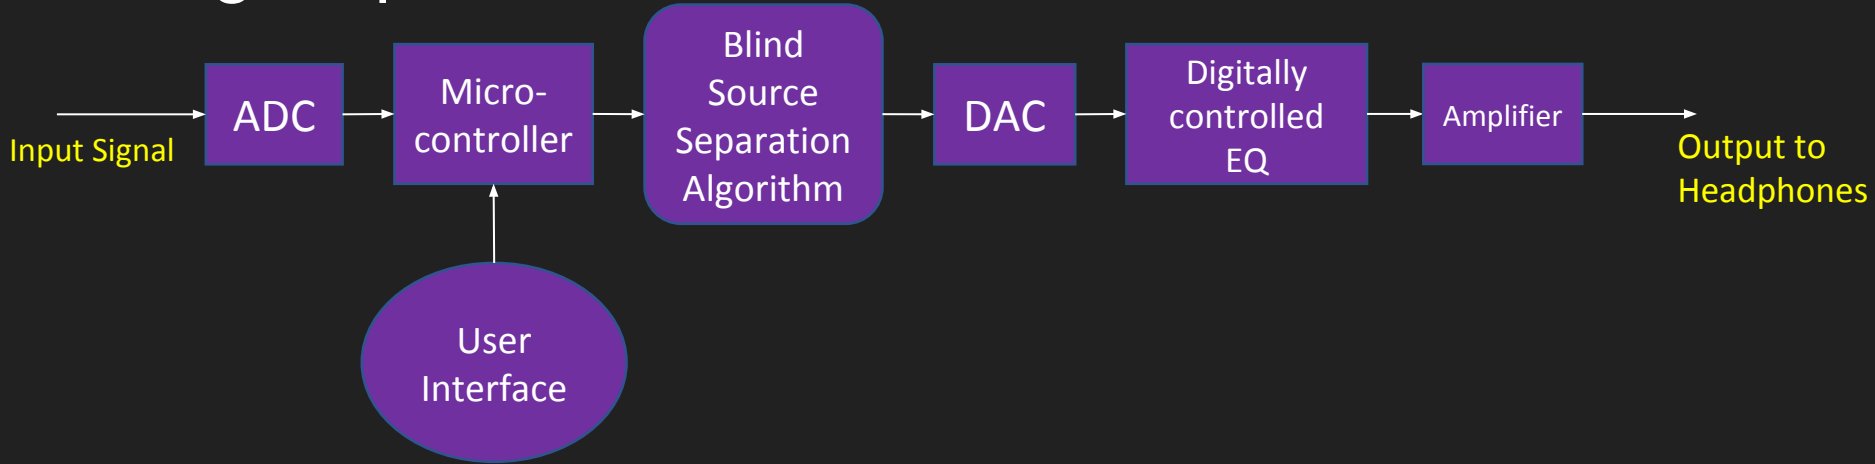 Input Signal
ADC
Micro-
controller
Blind
Source
Separation
Algorithm
DAC
Digitally
controlled
EQ
Amplifier
Output to
Headphones
User
Interface